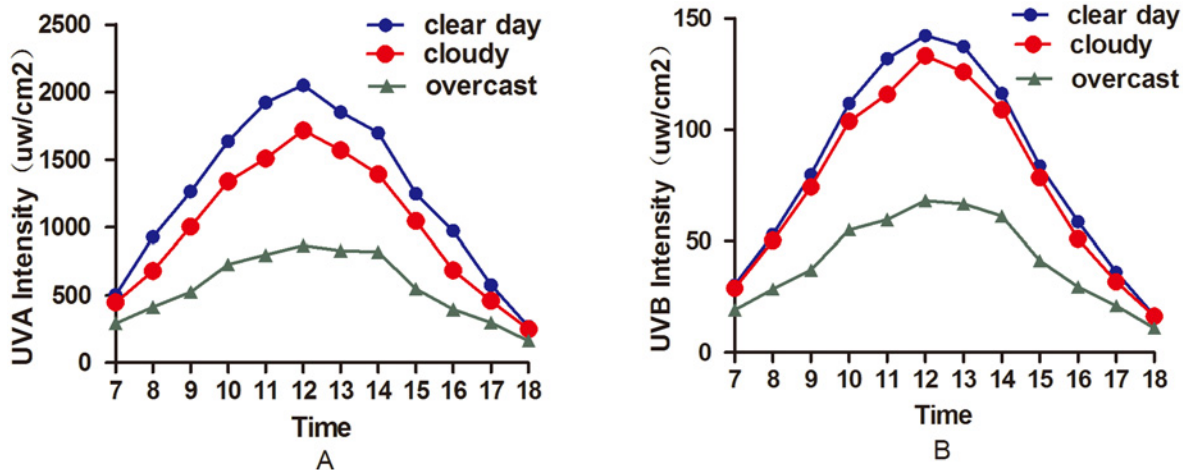 UVA Intensity（uw/cm2）
2500
2000
1500
1000
500
0
clear day
cloudy
overcast
7 8 9 10 11 12 13 14 15 16 17 18
Time
A
UVB Intensity（uw/cm2）
150
100
50
0
clear day
cloudy
overcast
7 8 9 10 11 12 13 14 15 16 17 18
Time
B